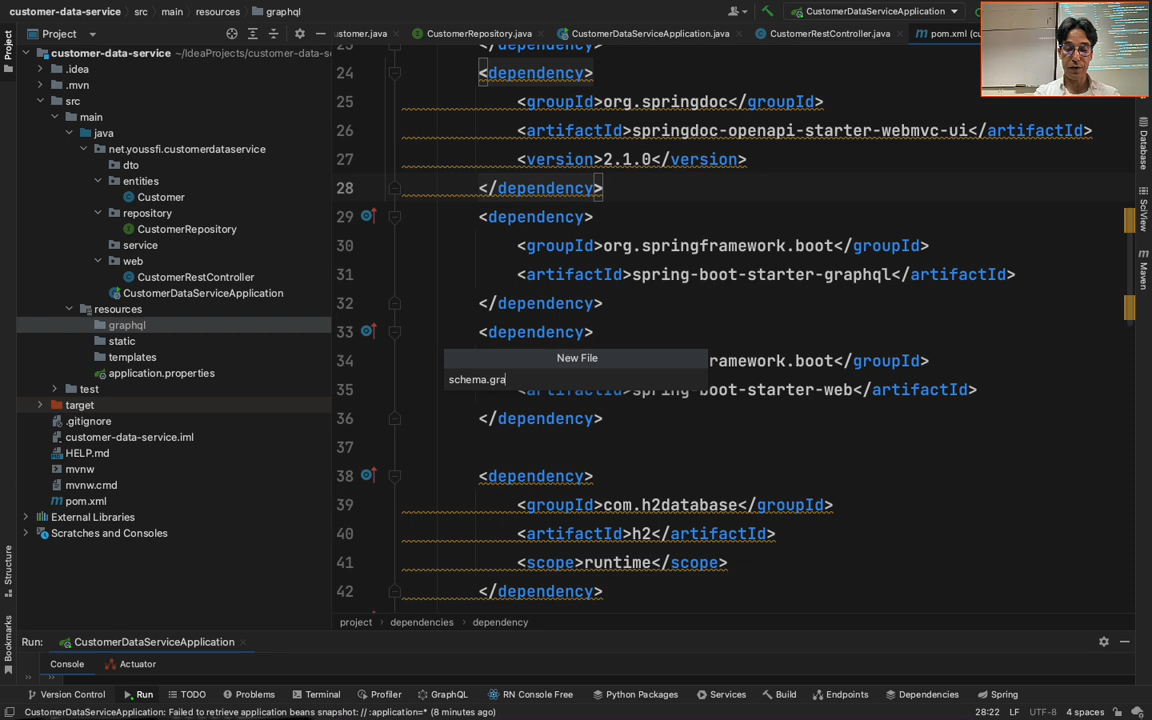 customer-data-service
src
main
resources
graphql
CustomerDataServiceApplication
Project
Project
ustomer.java
CustomerRepository.java
CustomerDataServiceApplication.java
CustomerRestController.java
pom.xml (cu
customer-data-service ~/IdeaProjects/customer-data-s
.idea
.mvn
src
main
java
net.youssfi.customerdataservice
dto
entities
Customer
repository
CustomerRepository
service
web
CustomerRestController
CustomerDataServiceApplication
resources
graphql
static
templates
application.properties
test
target
.gitignore
customer-data-service.iml
HELP.md
mvnw
mvnw.cmd
pom.xml
External Libraries
Scratches and Consoles
Structure
Bookmarks
23 </dependency>
24 <dependency>
25 <groupId>org.springdoc</groupId>
26 <artifactId>springdoc-openapi-starter-webmvc-ui</artifactId>
27 <version>2.1.0</version>
28 </dependency>
29 <dependency>
30 <groupId>org.springframework.boot</groupId>
31 <artifactId>spring-boot-starter-graphql</artifactId>
32 </dependency>
33 <dependency>
New File
34 ramework.boot</groupId>
schema.gra
35 <artifactId>spring-boot-starter-web</artifactId>
36 </dependency>
37
38 <dependency>
39 <groupId>com.h2database</groupId>
40 <artifactId>h2</artifactId>
41 <scope>runtime</scope>
42 </dependency>
Database
SciView
m
Maven
project
dependencies
dependency
Run:
CustomerDataServiceApplication
Console
Actuator
Version Control
Run
TODO
Problems
Terminal
Profiler
GraphQL
RN Console Free
Python Packages
Services
Build
Endpoints
Dependencies
Spring
CustomerDataServiceApplication: Failed to retrieve application beans snapshot: // :application=* (8 minutes ago)
28:22
LF
UTF-8
4 spaces